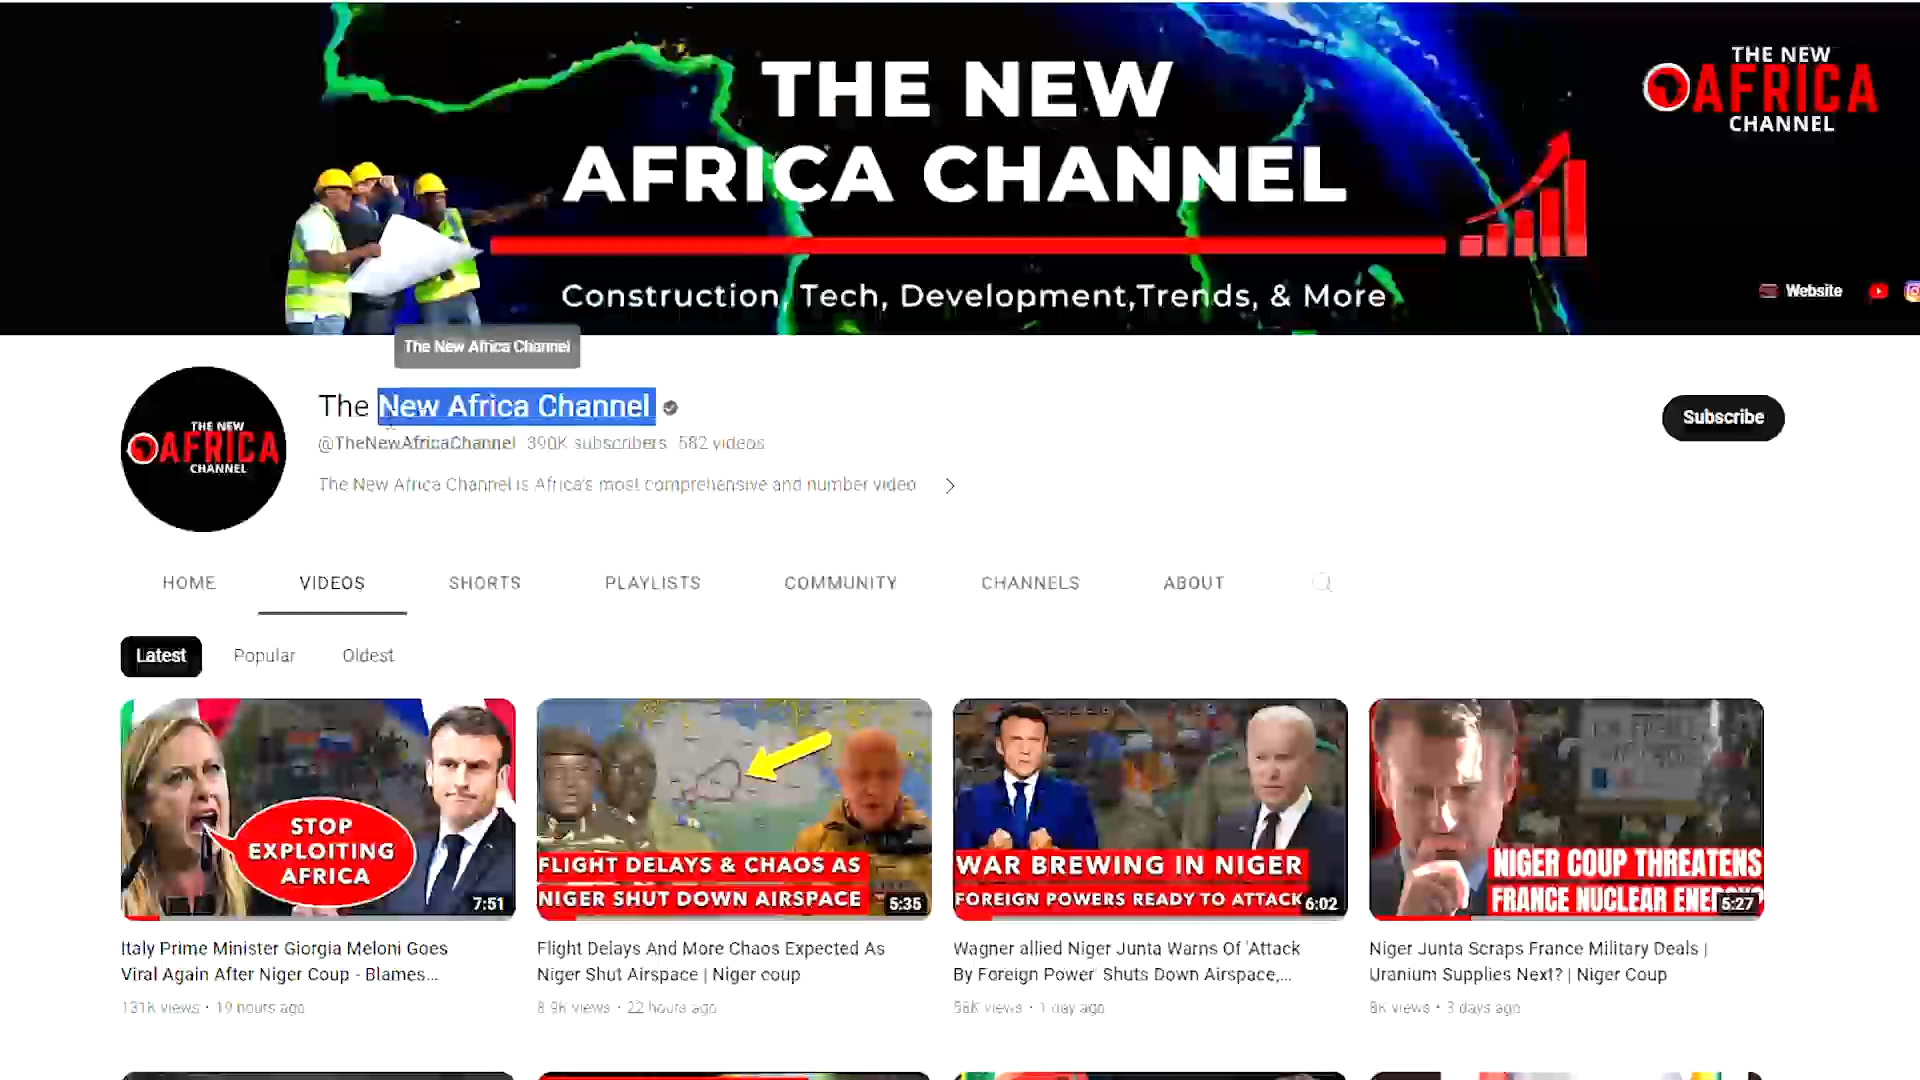 THE NEW
AFRICA CHANNEL
Construction, Tech, Development,Trends, & More
THE NEW
AFRICA
CHANNEL
Website
The New Africa Channel
The New Africa Channel
@TheNewAfricaChannel 390K subscribers 582 videos
The New Africa Channel is Africa's most comprehensive and number video
THE NEW
AFRICA
CHANNEL
Subscribe
HOME VIDEOS SHORTS PLAYLISTS COMMUNITY CHANNELS ABOUT
Latest Popular Oldest
STOP
EXPLOITING
AFRICA
7:51
FLIGHT DELAYS & CHAOS AS
NIGER SHUT DOWN AIRSPACE
5:35
WAR BREWING IN NIGER
FOREIGN POWERS READY TO ATTACK
6:02
NIGER COUP THREATENS
FRANCE NUCLEAR
5:27
Italy Prime Minister Giorgia Meloni Goes
Viral Again After Niger Coup - Blames...
131K views • 19 hours ago
Flight Delays And More Chaos Expected As
Niger Shut Airspace | Niger coup
8.9K views • 22 hours ago
Wagner allied Niger Junta Warns Of 'Attack
By Foreign Power' Shuts Down Airspace,...
views • 1 day ago
Niger Junta Scraps France Military Deals |
Uranium Supplies Next? | Niger Coup
8K views • 3 days ago